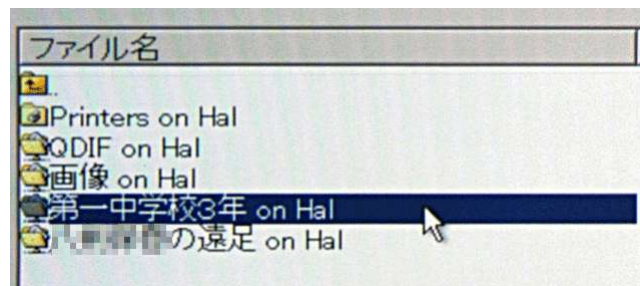 ファイル名
..
Printers on Hal
QDIF on Hal
画像 on Hal
第一中学校3年 on Hal
の遠足 on Hal